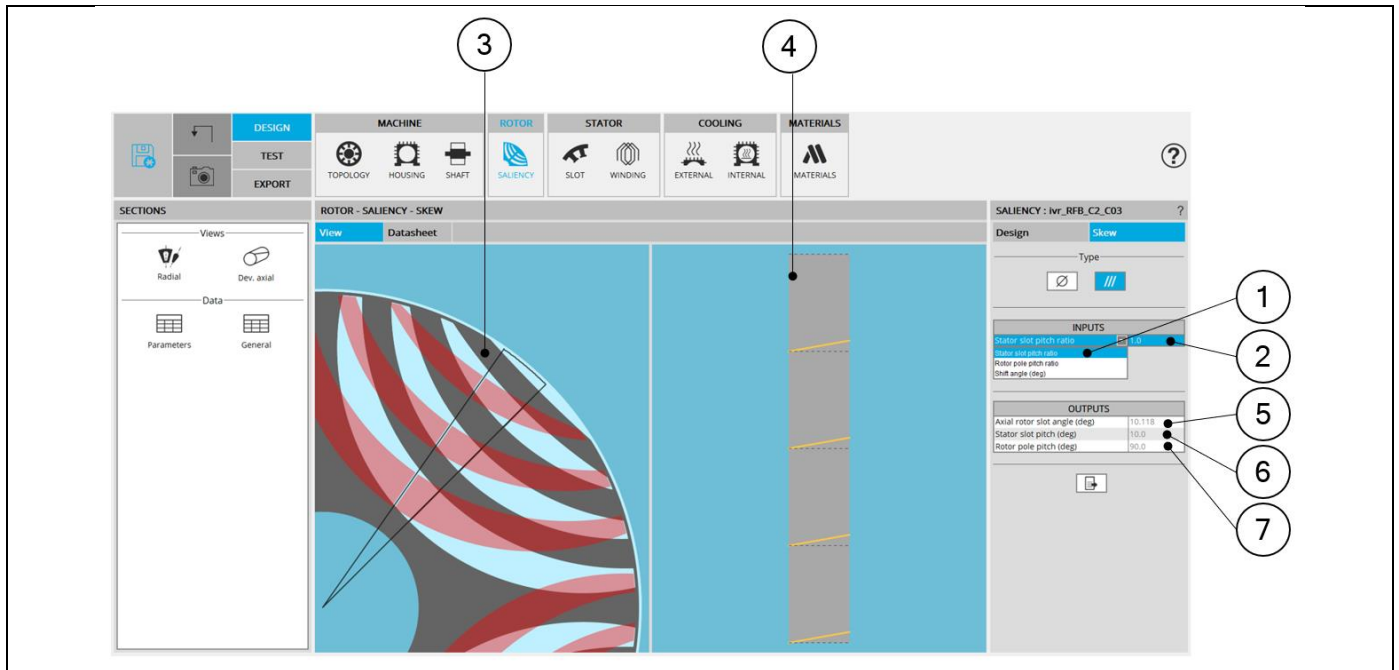 3
4
DESIGN
TEST
EXPORT
MACHINE
ROTOR
STATOR
COOLING
MATERIALS
TOPOLOGY
HOUSING
SHAFT
SALIENCY
SLOT
WINDING
EXTERNAL
INTERNAL
MATERIALS
?
SECTIONS
Views
Radial
Dev. axial
Data
Parameters
General
ROTOR - SALIENCY - SKEW
View Datasheet
SALIENCY : ivr_RFB_C2_C03 ?
Design Skew
Type
INPUTS
Stator slot pitch ratio 1.0
Stator slot pitch ratio
Rotor pole pitch ratio
Shift angle (deg)
OUTPUTS
Axial rotor slot angle (deg) 10.118
Stator slot pitch (deg) 10.0
Rotor pole pitch (deg) 90.0
1
2
5
6
7